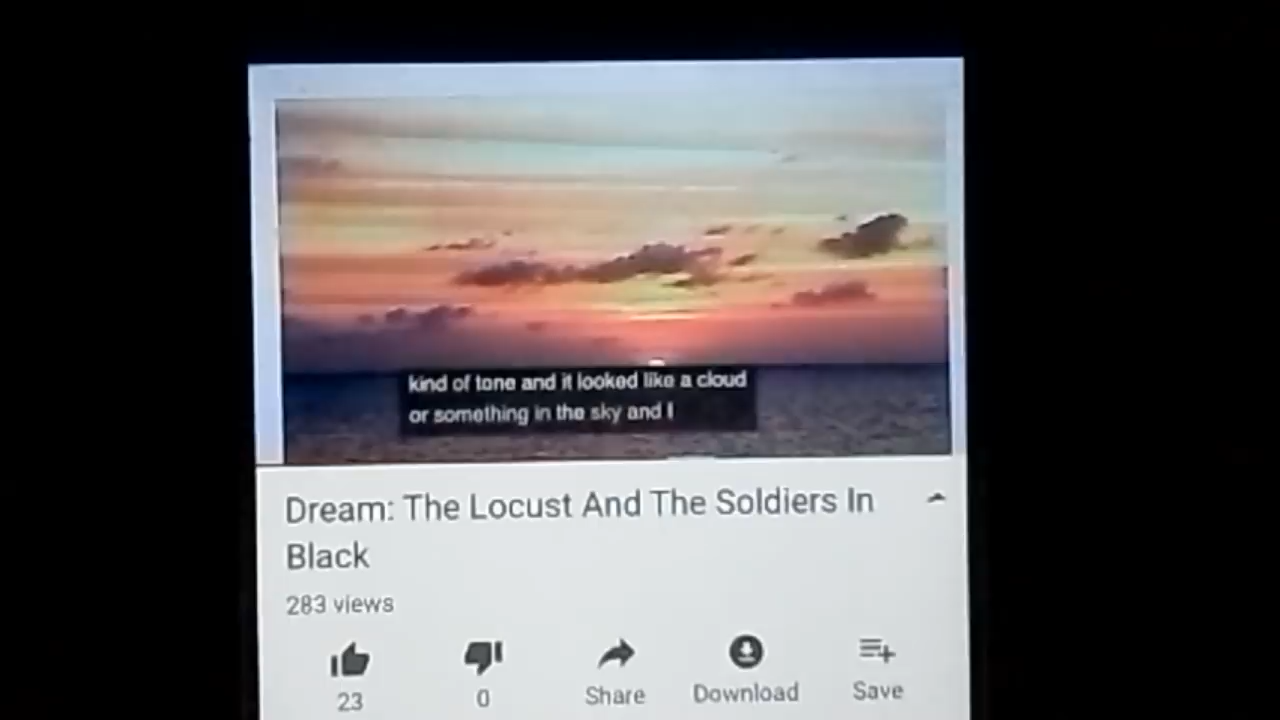 kind of tone and it looked like a cloud
or something in the sky and I
Dream: The Locust And The Soldiers In
Black
283 views
23
0
Share
Download
Save